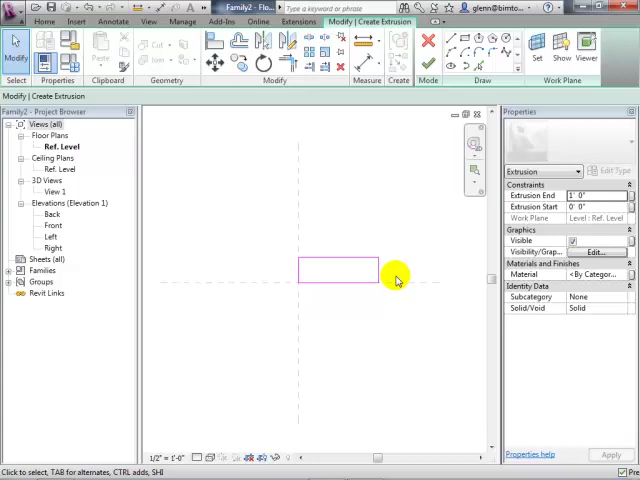 Family2 - Flo...
Type a keyword or phrase
glenn@bimto...
Home
Insert
Annotate
View
Manage
Add-Ins
Online
Extensions
Modify | Create Extrusion
Modify
Paste
Cut
Join
Select
Properties
Clipboard
Geometry
Modify
Measure
Create
Mode
Draw
Set
Show
Viewer
Work Plane
Modify | Create Extrusion
Family2 - Project Browser
Views (all)
Floor Plans
Ref. Level
Ceiling Plans
Ref. Level
3D Views
View 1
Elevations (Elevation 1)
Back
Front
Left
Right
Sheets (all)
Families
Groups
Revit Links
Properties
Extrusion
Edit Type
Constraints
Extrusion End
1' 0"
Extrusion Start
0' 0"
Work Plane
Level : Ref. Level
Graphics
Visible
Visibility/Grap...
Edit...
Materials and Finishes
Material
<By Categor...
Identity Data
Subcategory
None
Solid/Void
Solid
Properties help
Apply
1/2" = 1'-0"
Click to select, TAB for alternates, CTRL adds, SHI
Pre